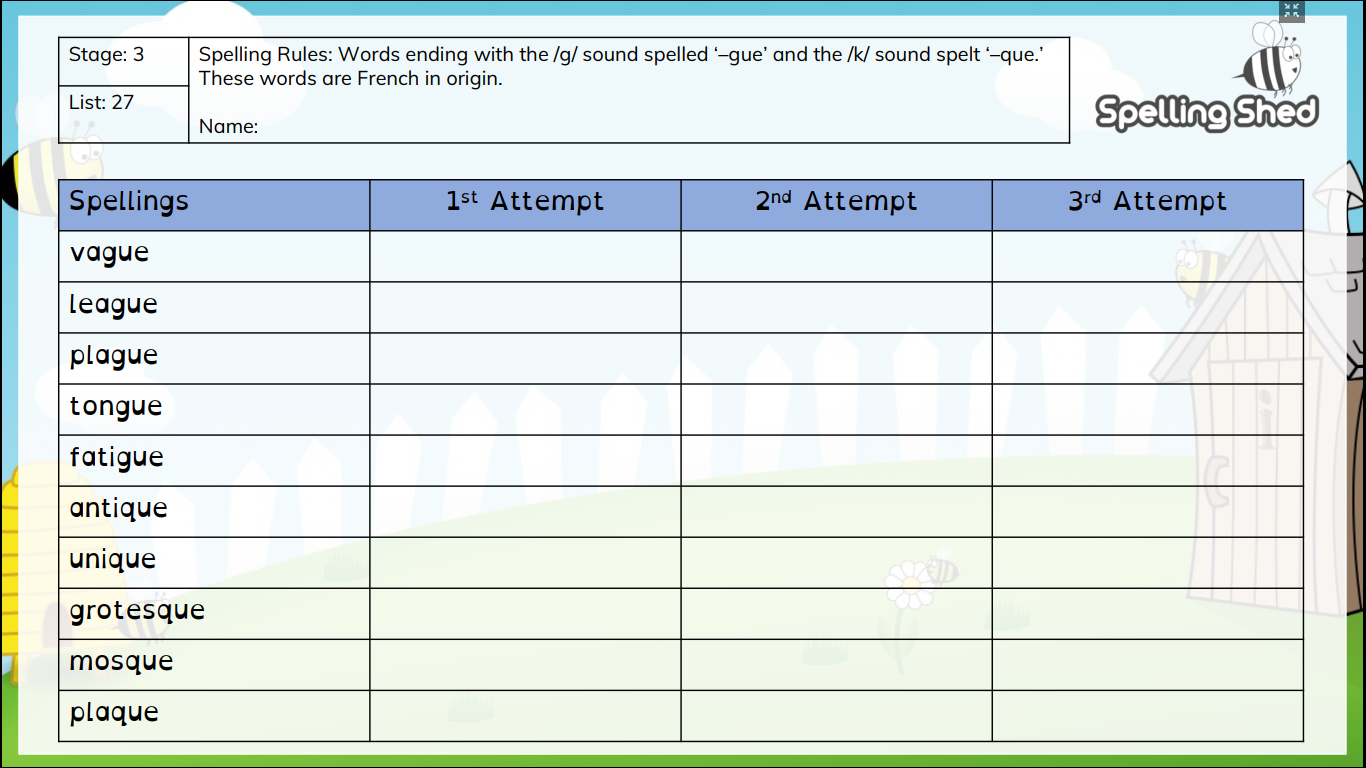 Stage: 3
Spelling Rules: Words ending with the /g/ sound spelled ‘–gue’ and the /k/ sound spelt ‘–que.’
These words are French in origin.
List: 27
Name:
Spelling Shed
Spellings 1st Attempt 2nd Attempt 3rd Attempt
vague
league
plague
tongue
fatigue
antique
unique
grotesque
mosque
plaque